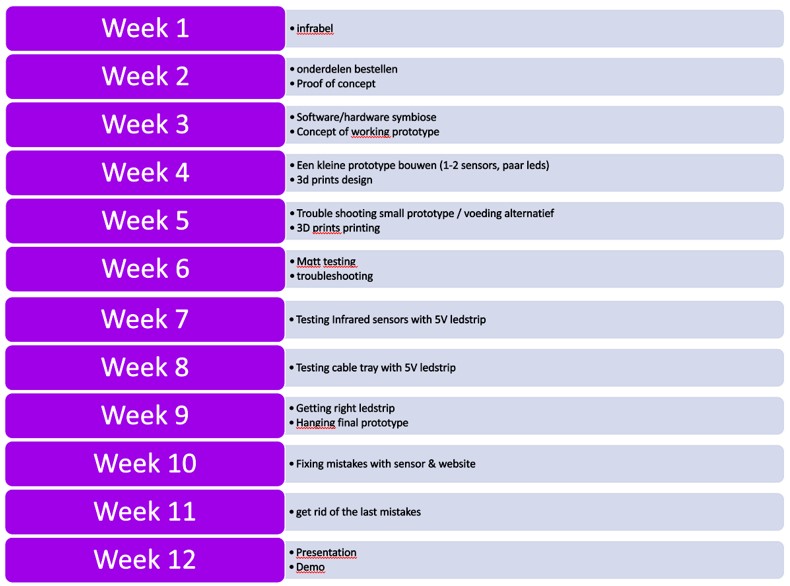 Week 1
• infrabel
Week 2
• onderdelen bestellen
• Proof of concept
Week 3
• Software/hardware symbiose
• Concept of working prototype
Week 4
• Een kleine prototype bouwen (1-2 sensors, paar leds)
• 3d prints design
Week 5
• Trouble shooting small prototype / voeding alternatief
• 3D prints printing
Week 6
• Matt testing
• troubleshooting
Week 7
• Testing Infrared sensors with 5V ledstrip
Week 8
• Testing cable tray with 5V ledstrip
Week 9
• Getting right ledstrip
• Hanging final prototype
Week 10
• Fixing mistakes with sensor & website
Week 11
• get rid of the last mistakes
Week 12
• Presentation
• Demo